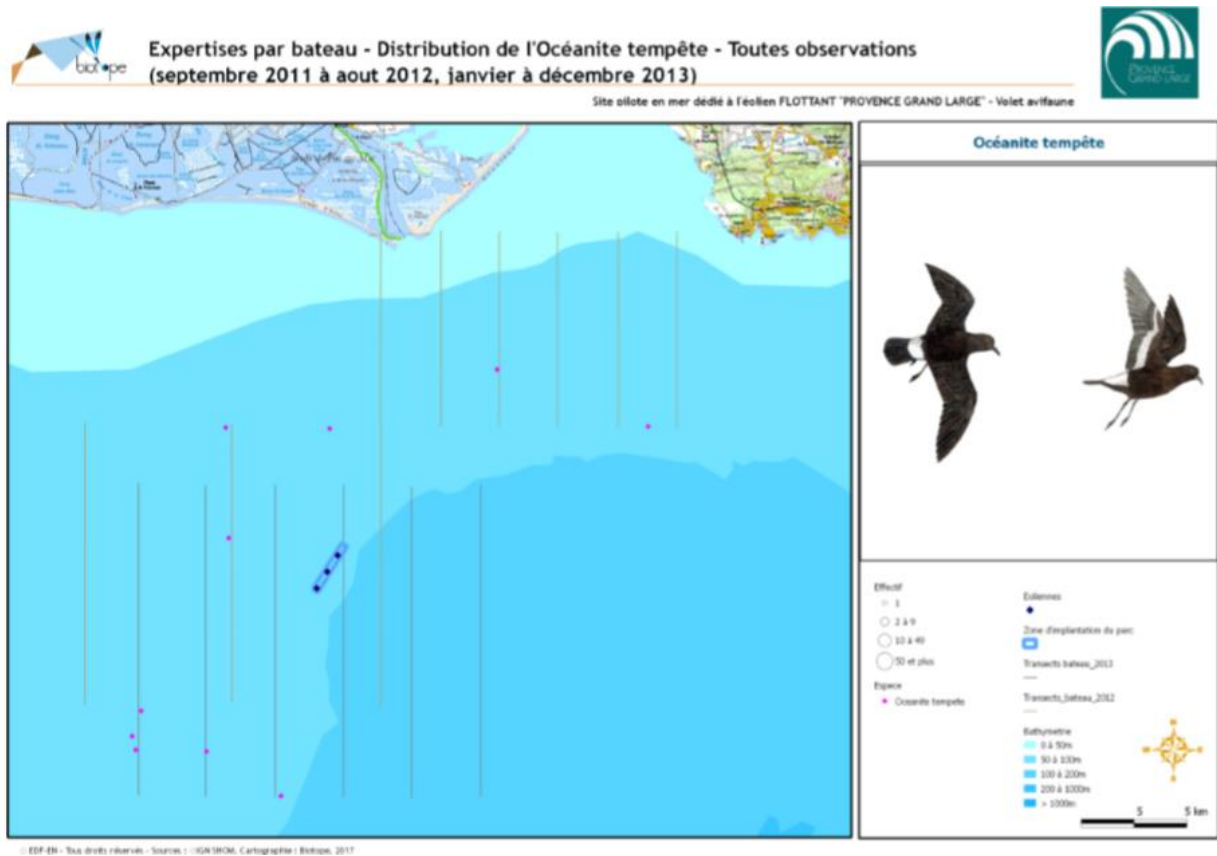 biotope
Expertises par bateau - Distribution de l'Océanite tempête - Toutes observations
(septembre 2011 à aout 2012, janvier à décembre 2013)
Site pilote en mer dédié à l'éolien FLOTTANT "PROVENCE GRAND LARGE" - Volet avifaune
PROVENCE
GRAND LARGE
Océanite tempête
Effectif
1
2 à 9
10 à 49
50 et plus
Espece
Oceanite tempete
Eoliennes
Zone d'implantation du parc
Transects bateau_2013
Transects_bateau_2012
Bathymetrie
0 à 50m
50 à 100m
100 à 200m
200 à 1000m
> 1000m
5 5 km
© EDF-EN - Tous droits réservés - Sources : ©IGN SHOM, Cartographie : Biotope, 2017